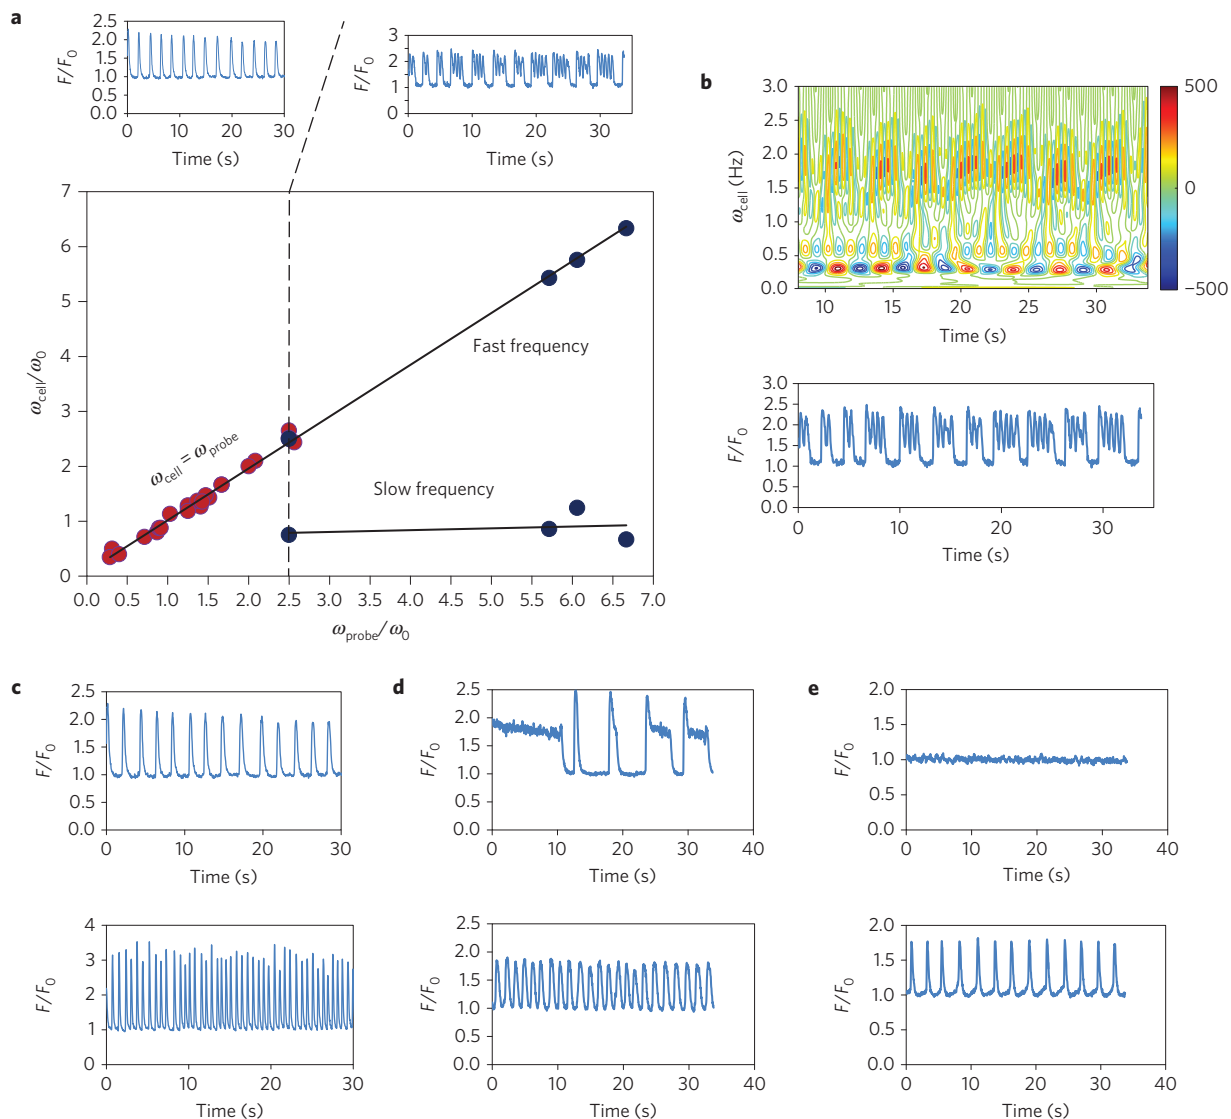 a
2.5
2.0
1.5
1.0
0.5
0.0
F/F0
0 10 20 30
Time (s)
3
2
1
0
F/F0
0 10 20 30
Time (s)
7
6
5
4
3
2
1
0
ωcell/ω0
ωcell = ωprobe
Fast frequency
Slow frequency
0.0 0.5 1.0 1.5 2.0 2.5 3.0 3.5 4.0 4.5 5.0 5.5 6.0 6.5 7.0
ωprobe/ω0
b
3.0
2.5
2.0
1.5
1.0
0.5
0.0
ωcell (Hz)
10 15 20 25 30
Time (s)
500
0
−500
3.0
2.5
2.0
1.5
1.0
0.5
0.0
F/F0
0 10 20 30
Time (s)
c
2.5
2.0
1.5
1.0
0.5
0.0
F/F0
0 10 20 30
Time (s)
4
3
2
1
0
F/F0
0 10 20 30
Time (s)
d
2.5
2.0
1.5
1.0
0.5
0.0
F/F0
0 10 20 30 40
Time (s)
2.5
2.0
1.5
1.0
0.5
0.0
F/F0
0 10 20 30 40
Time (s)
e
2.0
1.5
1.0
0.5
0.0
F/F0
0 10 20 30 40
Time (s)
2.0
1.5
1.0
0.5
0.0
F/F0
0 10 20 30 40
Time (s)